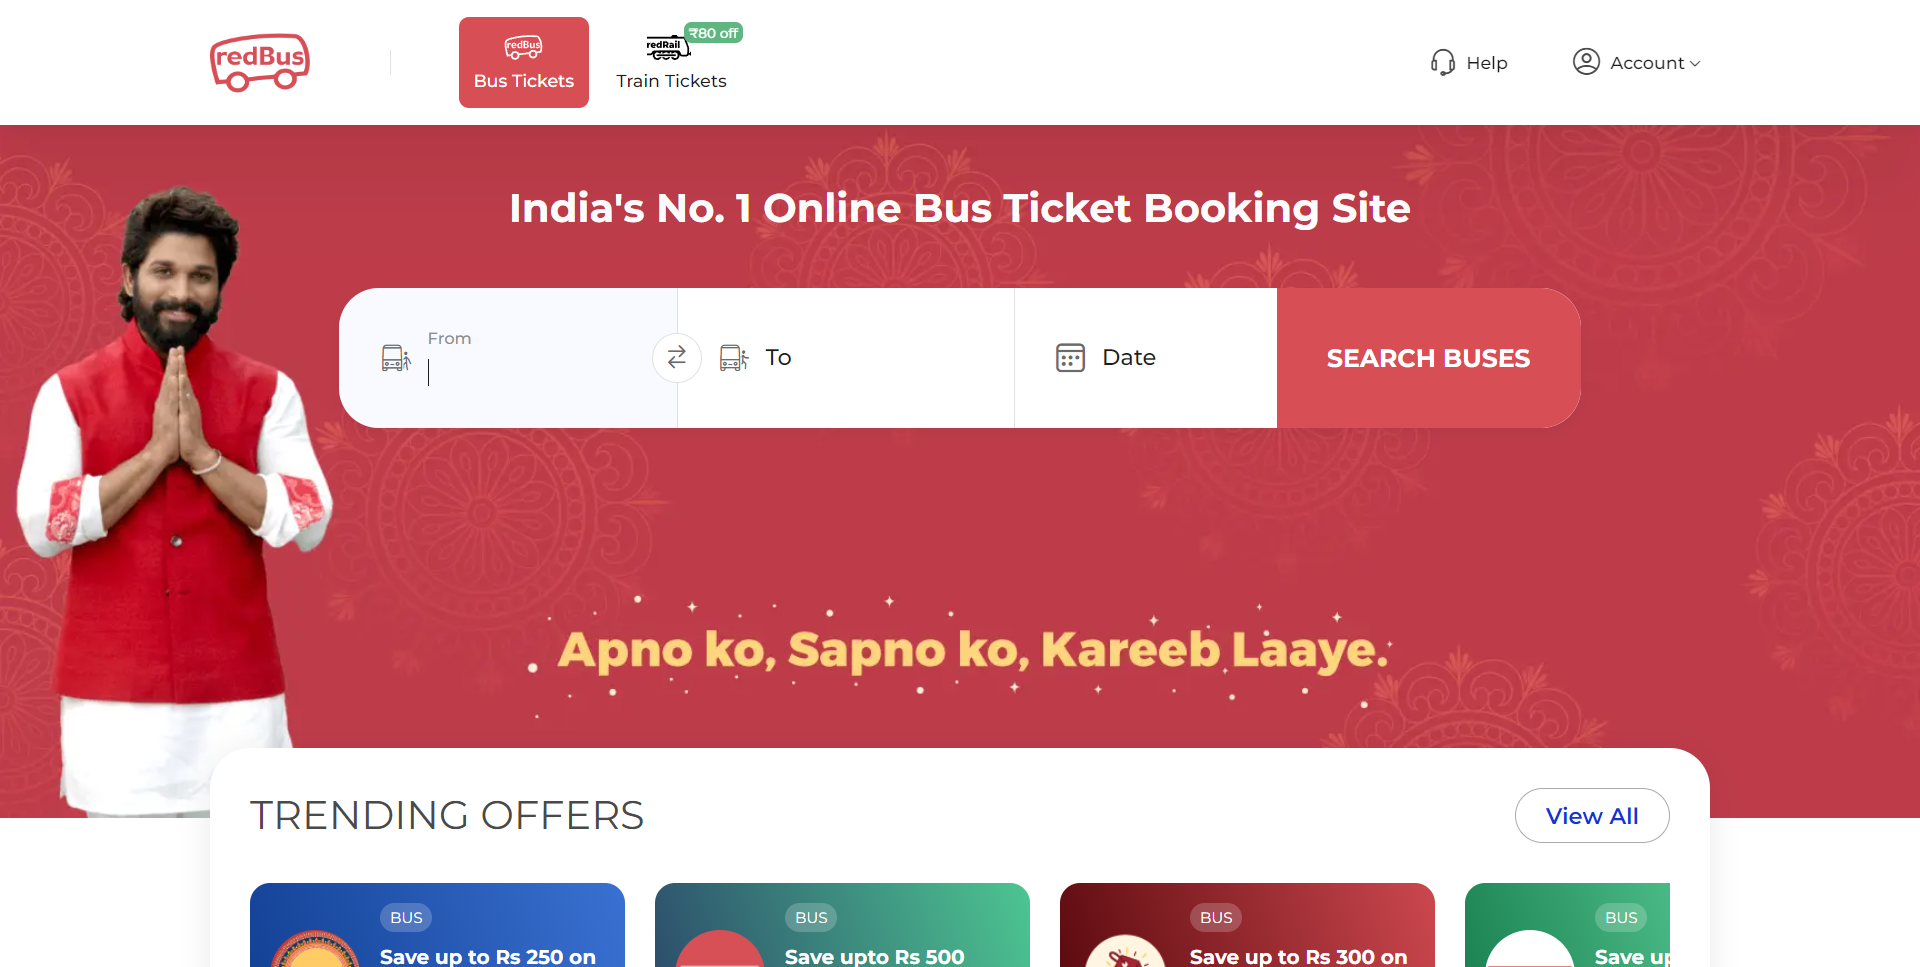 redBus
redBus
Bus Tickets
redRail
₹80 off
Train Tickets
Help
Account
India's No. 1 Online Bus Ticket Booking Site
From
To
Date
SEARCH BUSES
Apno ko, Sapno ko, Kareeb Laaye.
TRENDING OFFERS
View All
BUS
Save up to Rs 250 on
BUS
Save upto Rs 500
BUS
Save up to Rs 300 on
BUS
Save up